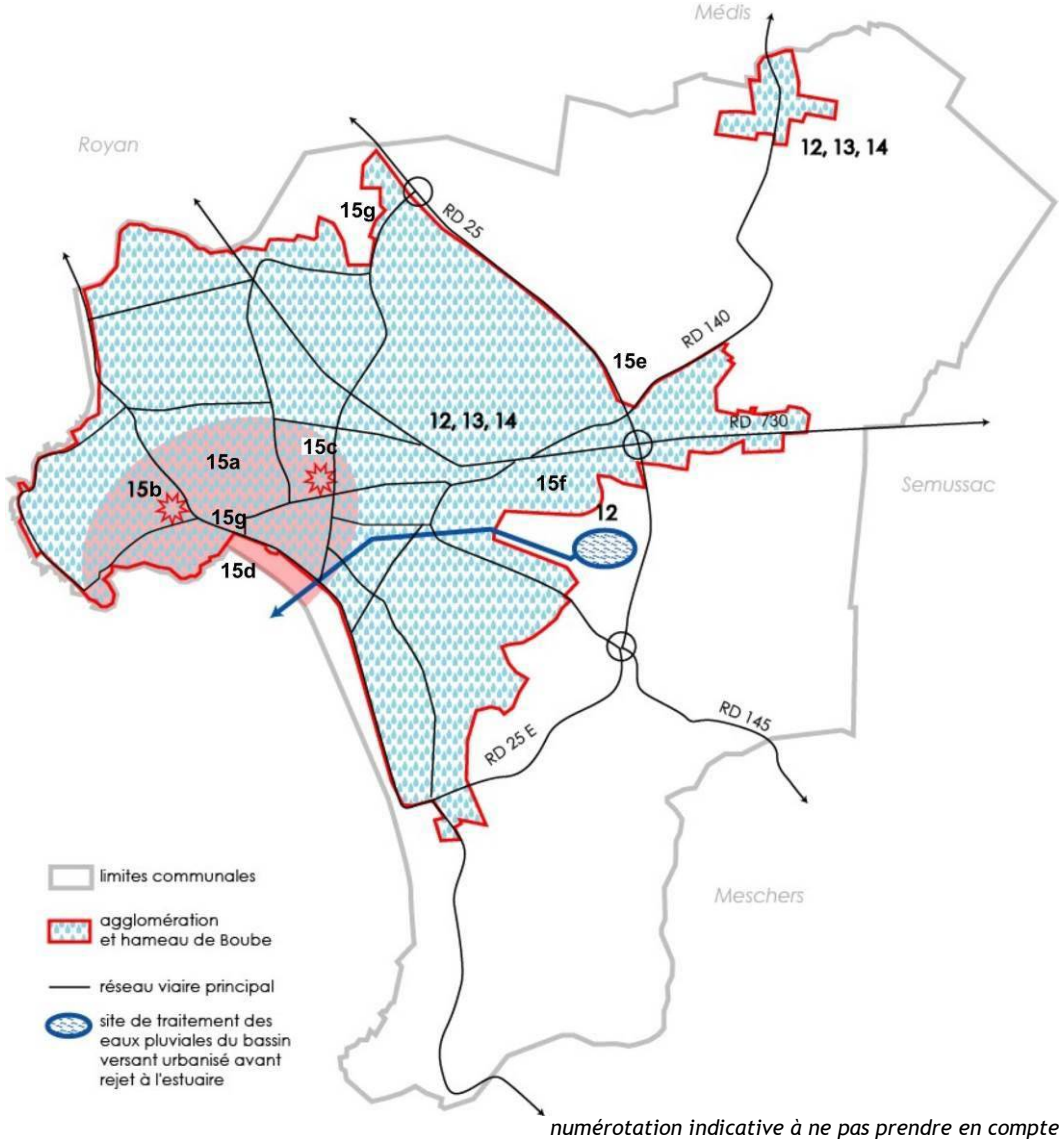 Médis
Royan
12, 13, 14
15g
RD 25
RD 140
15e
12, 13, 14
RD 730
15c
15a
15f
15b
Semussac
12
15g
15d
RD 145
RD 25 E
limites communales
Meschers
agglomération
et hameau de Boube
réseau viaire principal
site de traitement des
eaux pluviales du bassin
versant urbanisé avant
rejet à l'estuaire
numérotation indicative à ne pas prendre en compte